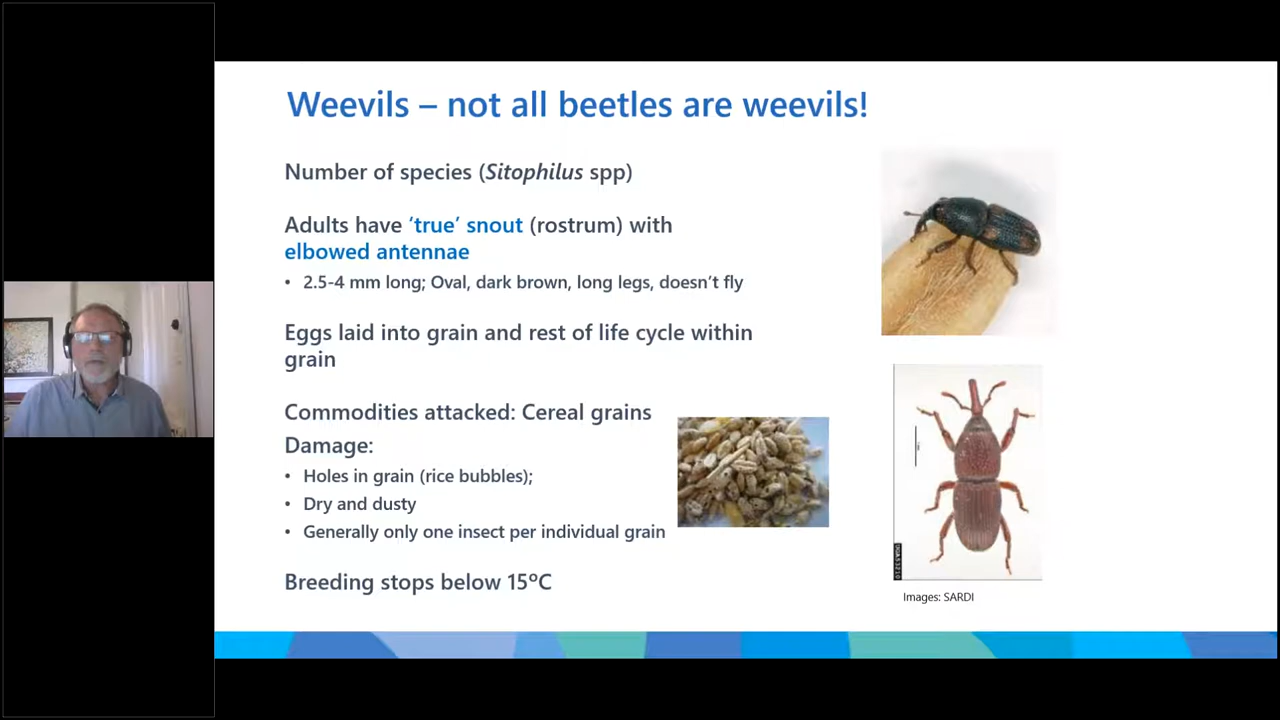 Weevils – not all beetles are weevils!
Number of species (Sitophilus spp)
Adults have ‘true’ snout (rostrum) with
elbowed antennae
• 2.5-4 mm long; Oval, dark brown, long legs, doesn’t fly
Eggs laid into grain and rest of life cycle within
grain
Commodities attacked: Cereal grains
Damage:
• Holes in grain (rice bubbles);
• Dry and dusty
• Generally only one insect per individual grain
Breeding stops below 15ºC
Images: SARDI